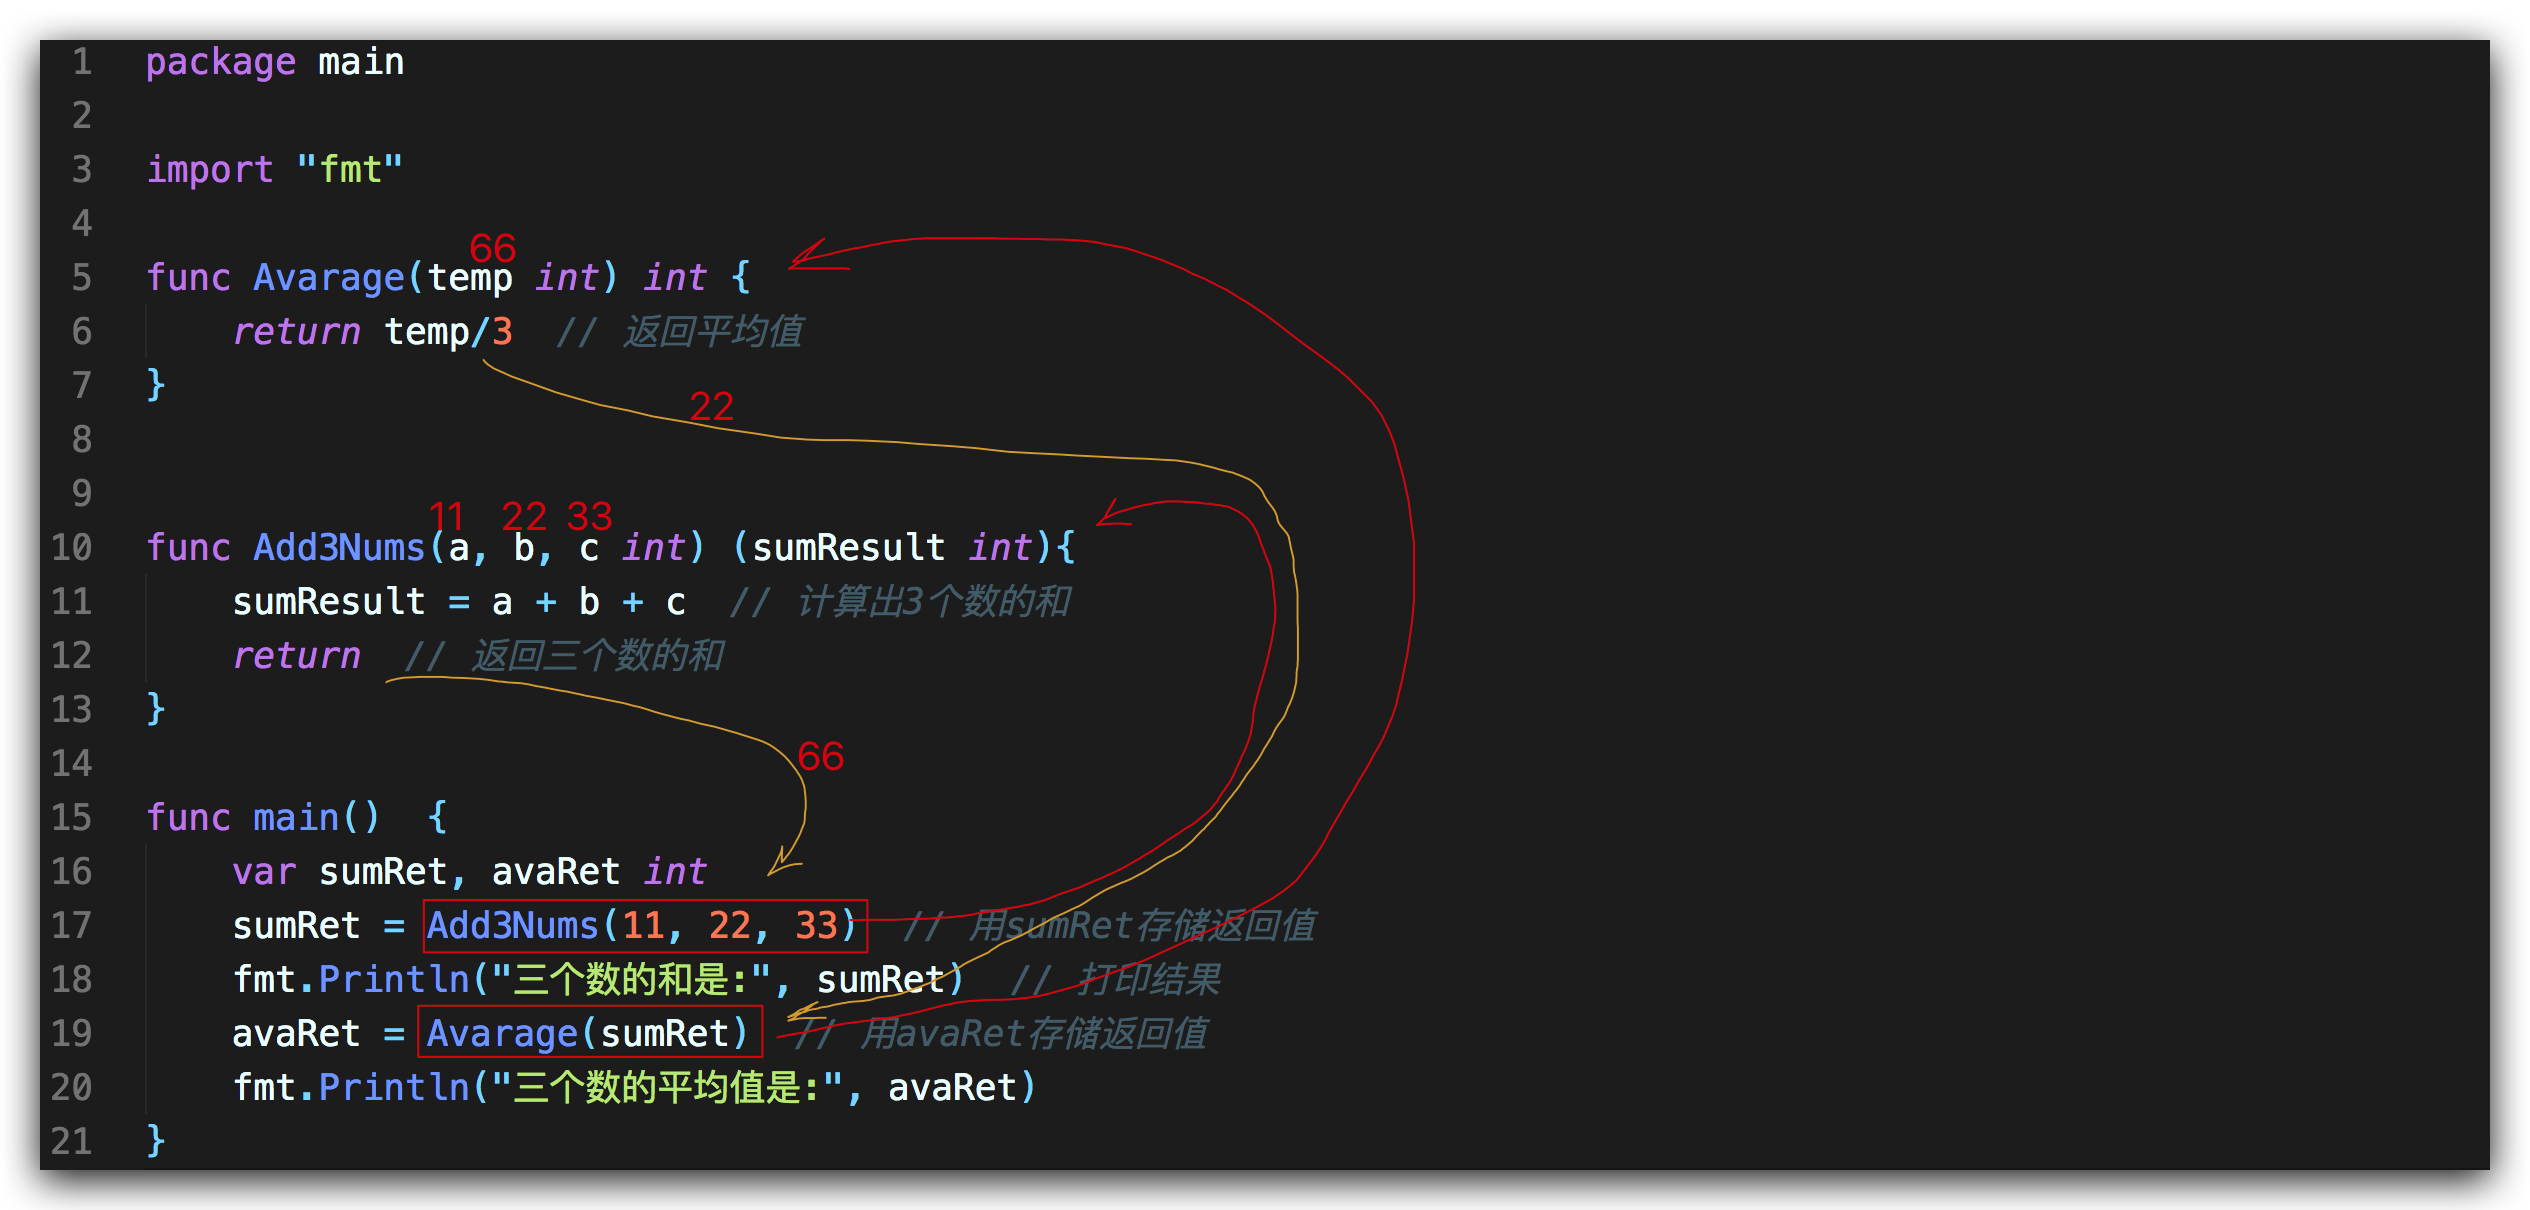 1 package main
2
3 import "fmt"
4
66
5 func Avarage(temp int) int {
6 return temp/3 // 返回平均值
7 }
22
8
9
11 22 33
10 func Add3Nums(a, b, c int) (sumResult int){
11 sumResult = a + b + c // 计算出3个数的和
12 return // 返回三个数的和
13 }
66
14
15 func main() {
16 var sumRet, avaRet int
17 sumRet = Add3Nums(11, 22, 33) // 用sumRet存储返回值
18 fmt.Println("三个数的和是:", sumRet) // 打印结果
19 avaRet = Avarage(sumRet) // 用avaRet存储返回值
20 fmt.Println("三个数的平均值是:", avaRet)
21 }